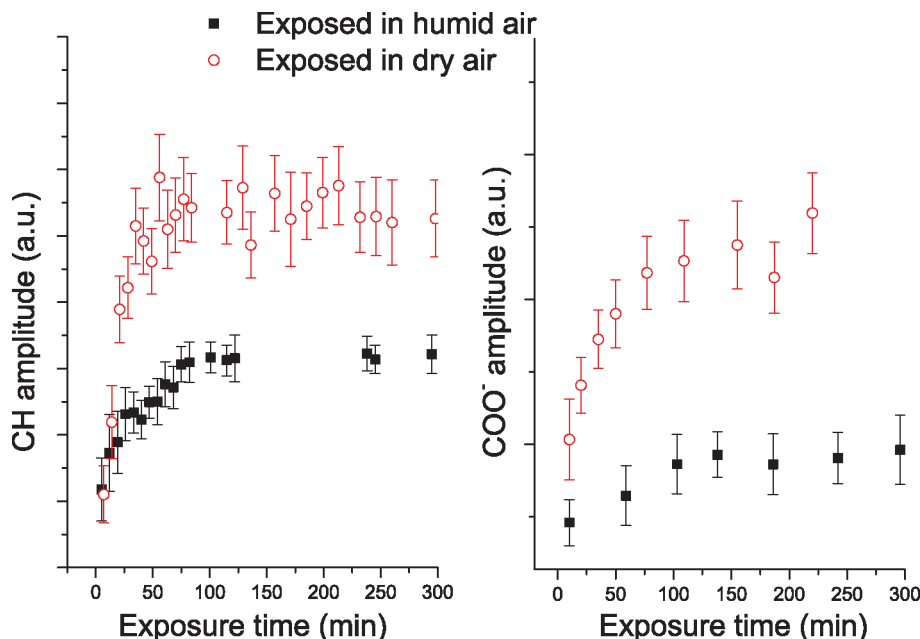 Exposed in humid air
Exposed in dry air
CH amplitude (a.u.)
0 50 100 150 200 250 300
Exposure time (min)
COO⁻ amplitude (a.u.)
0 50 100 150 200 250 300
Exposure time (min)